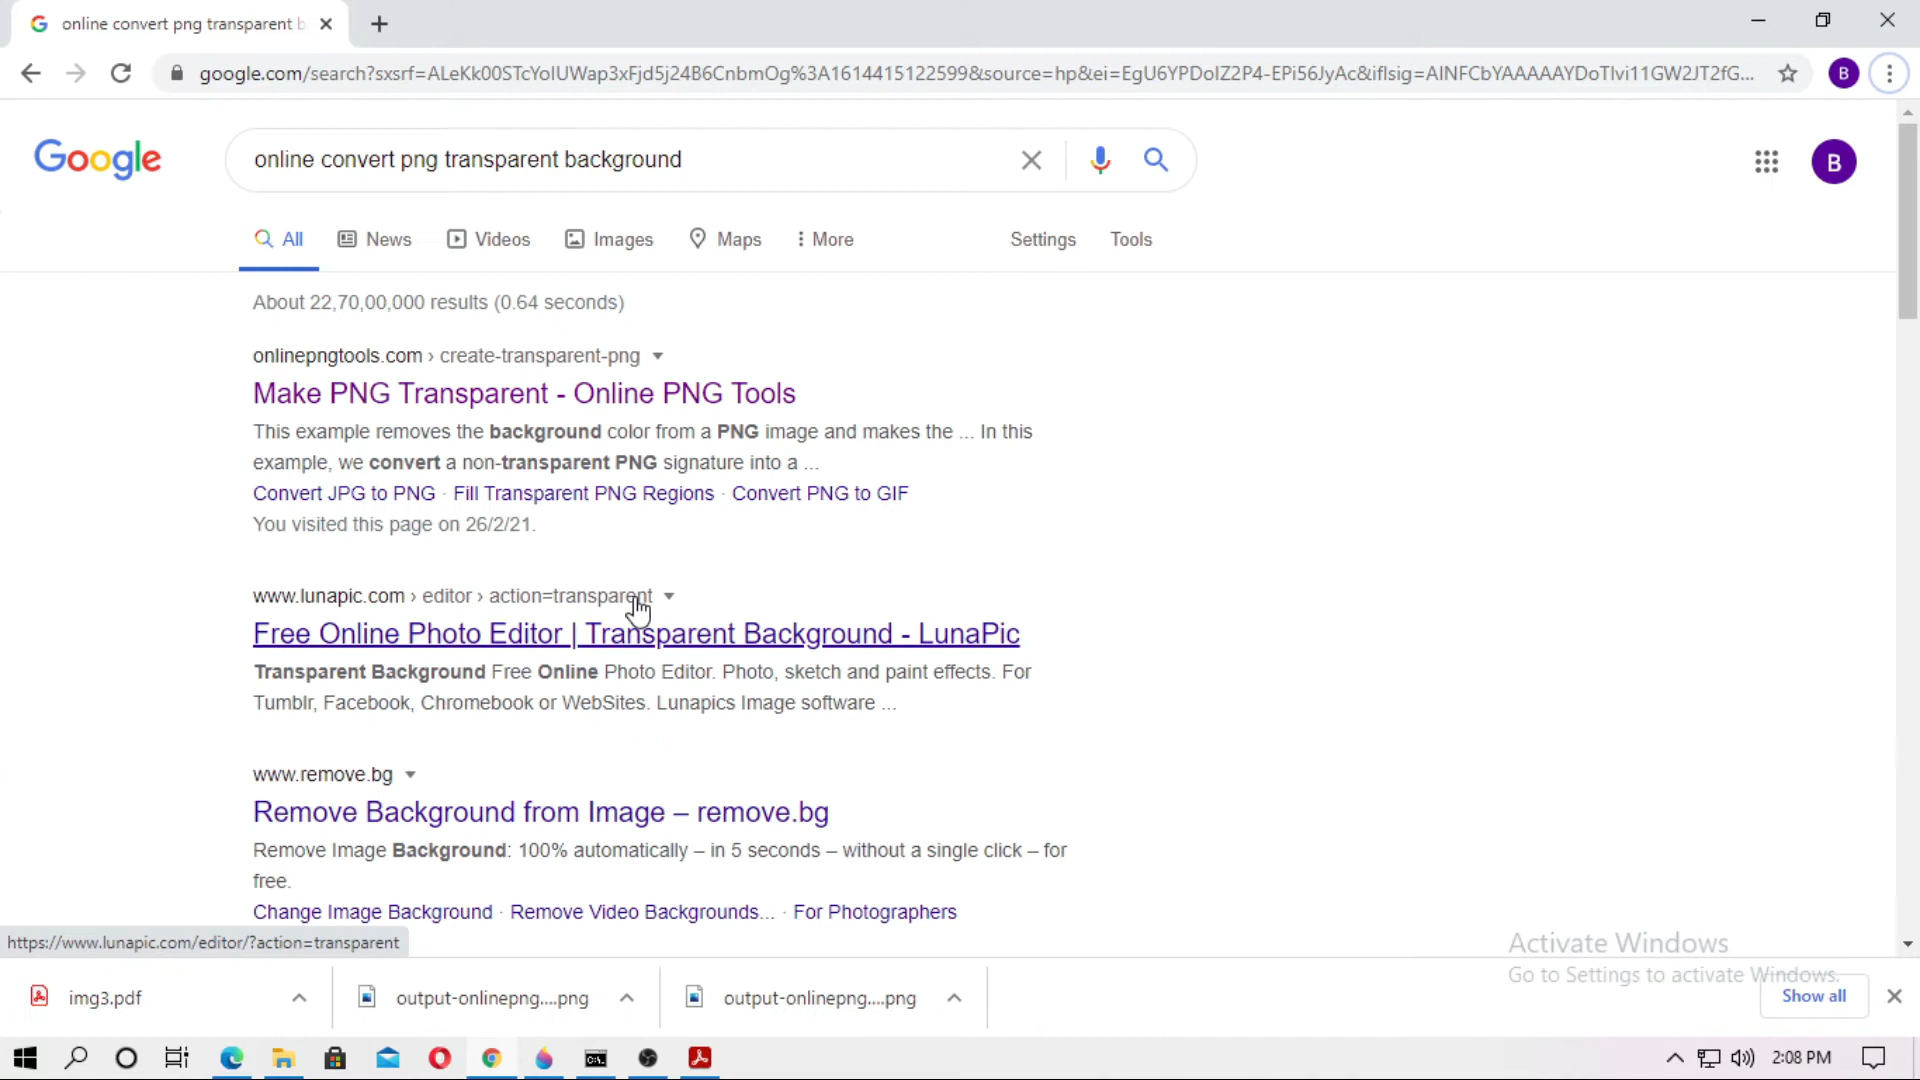 online convert png transparent b
google.com/search?sxsrf=ALeKk00STcYoIUWap3xFjd5j24B6CnbmOg%3A1614415122599&source=hp&ei=EgU6YPDoIZ2P4-EPi56JyAc&iflsig=AINFCbYAAAAAYDoTIvi11GW2JT2fG...
B
Google
online convert png transparent background
B
All
News
Videos
Images
Maps
More
Settings
Tools
About 22,70,00,000 results (0.64 seconds)
onlinepngtools.com › create-transparent-png
Make PNG Transparent - Online PNG Tools
This example removes the background color from a PNG image and makes the ... In this
example, we convert a non-transparent PNG signature into a ...
Convert JPG to PNG · Fill Transparent PNG Regions · Convert PNG to GIF
You visited this page on 26/2/21.
www.lunapic.com › editor › action=transparent
Free Online Photo Editor | Transparent Background - LunaPic
Transparent Background Free Online Photo Editor. Photo, sketch and paint effects. For
Tumblr, Facebook, Chromebook or WebSites. Lunapics Image software ...
www.remove.bg
Remove Background from Image – remove.bg
Remove Image Background: 100% automatically – in 5 seconds – without a single click – for
free.
Change Image Background · Remove Video Backgrounds... · For Photographers
https://www.lunapic.com/editor/?action=transparent
Activate Windows
Go to Settings to activate Windows.
img3.pdf
output-onlinepng....png
output-onlinepng....png
Show all
2:08 PM